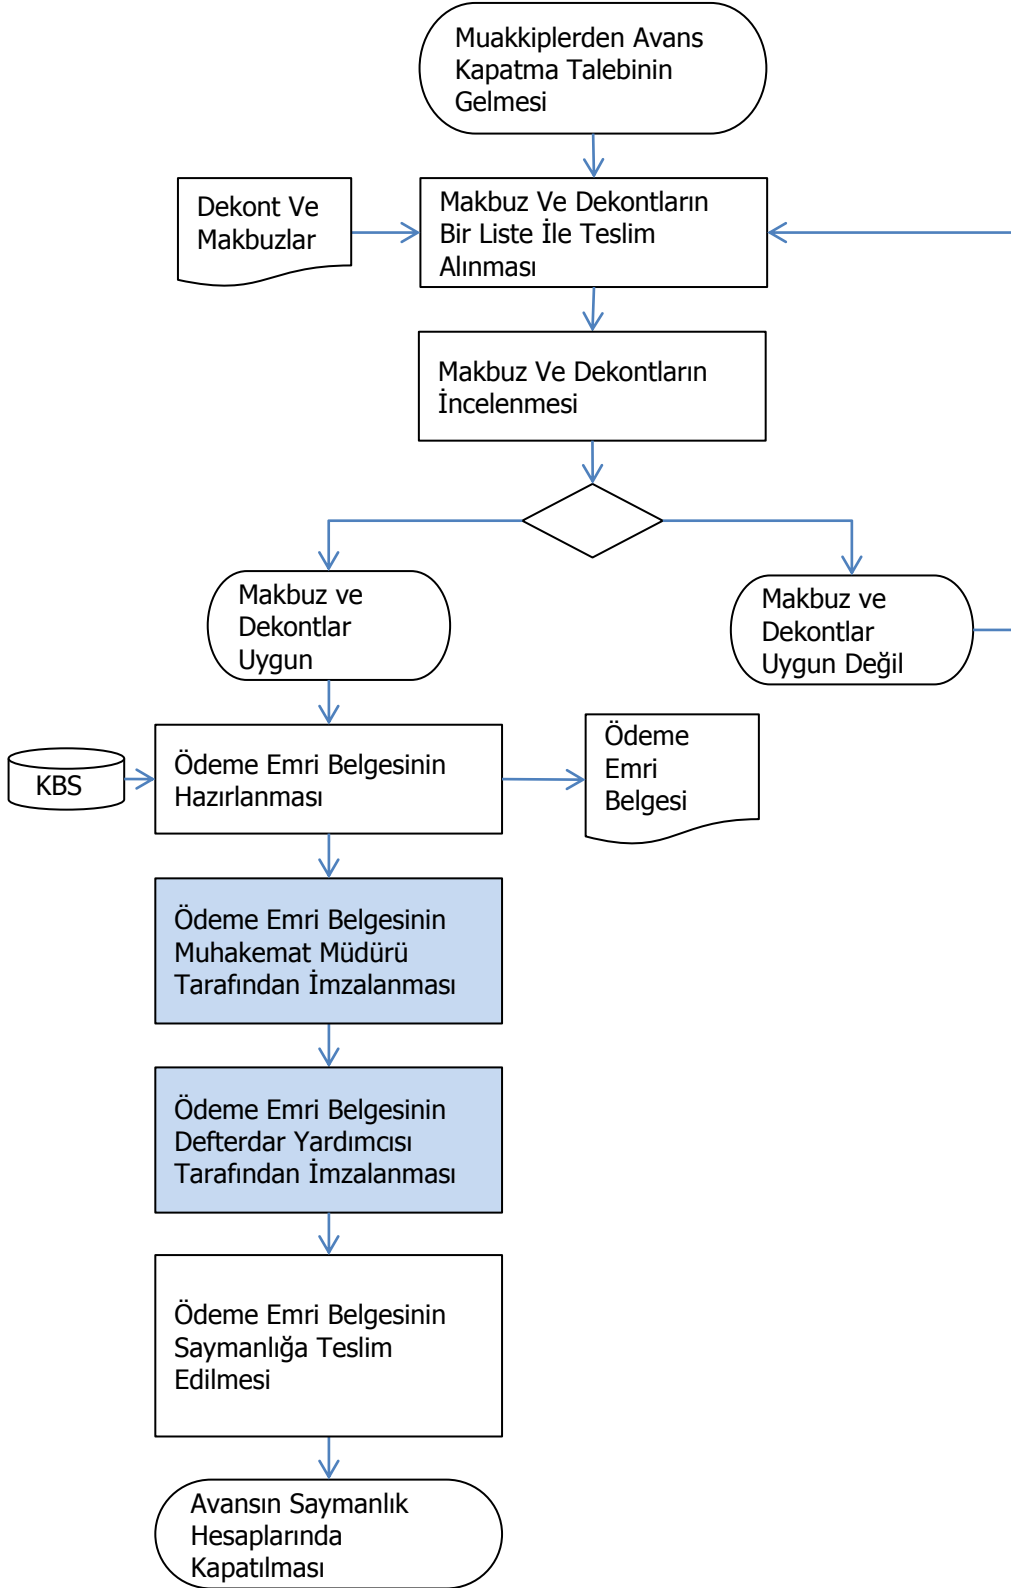 Muakkiplerden Avans
Kapatma Talebinin
Gelmesi
Dekont Ve
Makbuzlar
Makbuz Ve Dekontların
Bir Liste İle Teslim
Alınması
Makbuz Ve Dekontların
İncelenmesi
Makbuz ve
Dekontlar
Uygun
Makbuz ve
Dekontlar
Uygun Değil
KBS
Ödeme Emri Belgesinin
Hazırlanması
Ödeme
Emri
Belgesi
Ödeme Emri Belgesinin
Muhakemat Müdürü
Tarafından İmzalanması
Ödeme Emri Belgesinin
Defterdar Yardımcısı
Tarafından İmzalanması
Ödeme Emri Belgesinin
Saymanlığa Teslim
Edilmesi
Avansın Saymanlık
Hesaplarında
Kapatılması